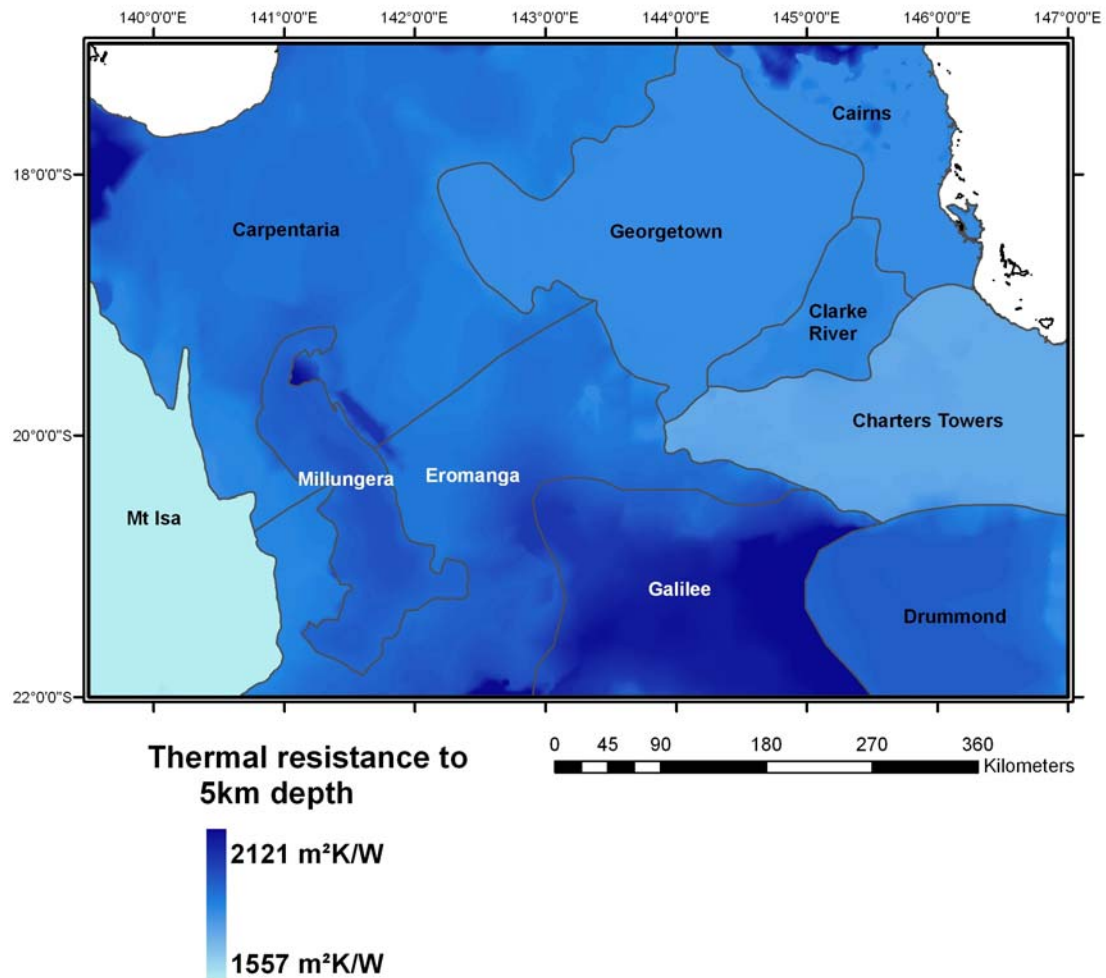 140°0'0"E 141°0'0"E 142°0'0"E 143°0'0"E 144°0'0"E 145°0'0"E 146°0'0"E 147°0'0"E
Cairns
18°0'0"S
Carpentaria
Georgetown
Clarke
River
Charters Towers
20°0'0"S
Millungera
Eromanga
Mt Isa
Galilee
Drummond
22°0'0"S
Thermal resistance to
5km depth
0 45 90 180 270 360
Kilometers
2121 m²K/W
1557 m²K/W